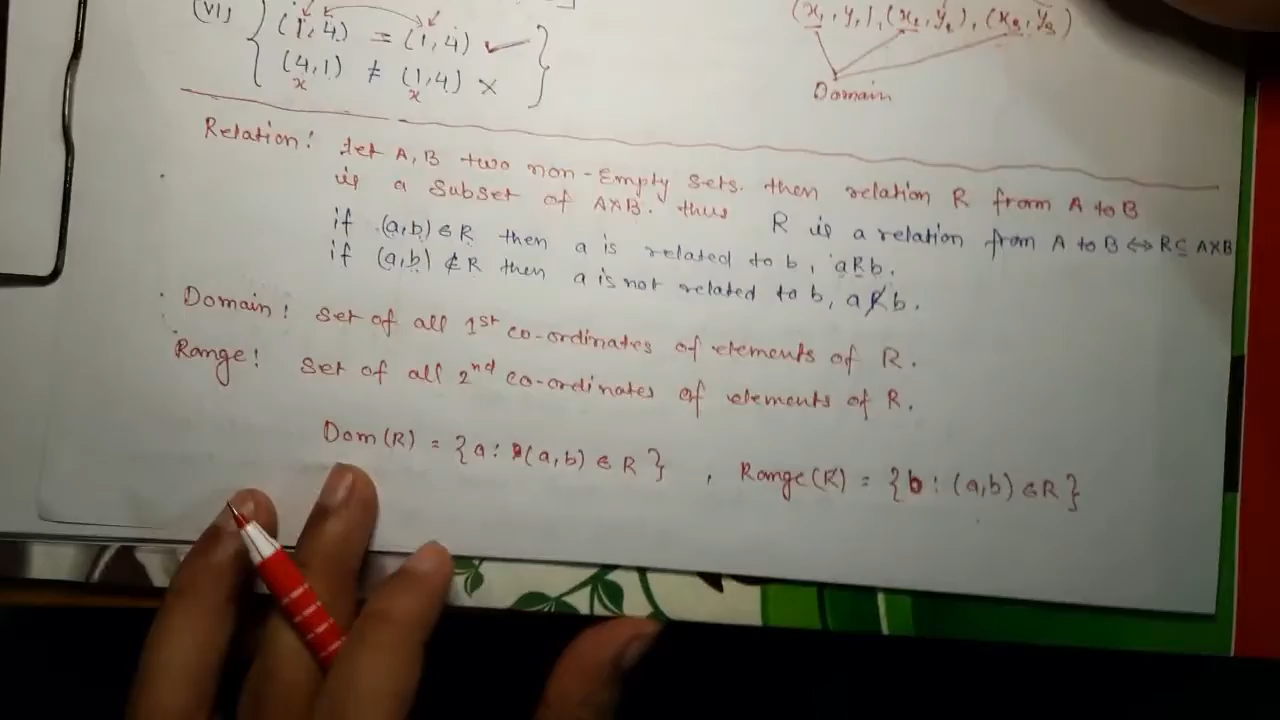 (VI) { (1,4) = (1,4) ✓ }
(4,1) ≠ (1,4) ×
x x
(x₁, y₁), (x₂, y₂), (x₃, y₃)
Domain
Relation! Let A, B two non-Empty sets. then relation R from A to B
is a subset of A×B. thus R is a relation from A to B ⇔ R ⊆ A×B
if (a,b) ∈ R then a is related to b, aRb.
if (a,b) ∉ R then a is not related to b, aR̸b.
Domain! Set of all 1st co-ordinates of elements of R.
Range! Set of all 2nd co-ordinates of elements of R.
Dom(R) = {a : (a,b) ∈ R} , Range(R) = {b : (a,b) ∈ R}